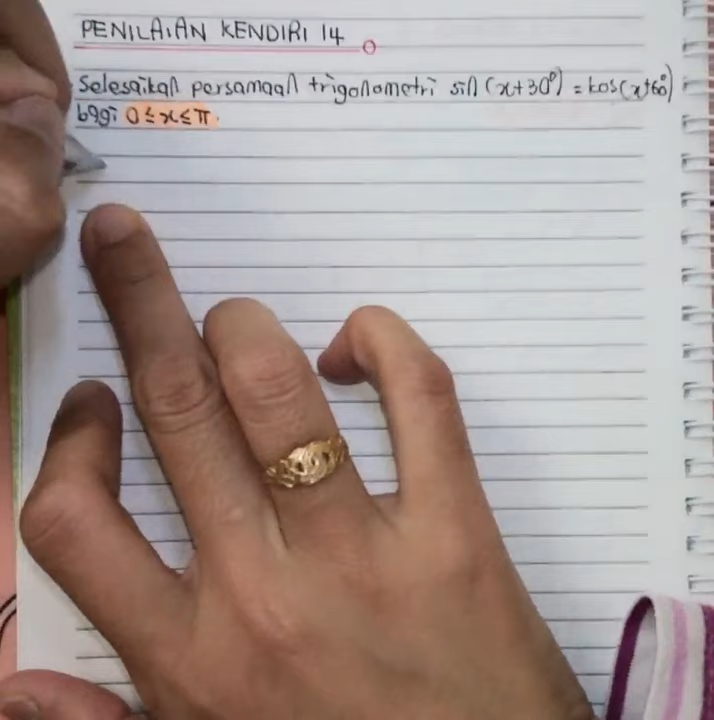 PENILAIAN KENDIRI 14
Selesaikan persamaan trigonometri sin (x+30°) = kos(x+60°)
bagi 0 ≤ x ≤ π.